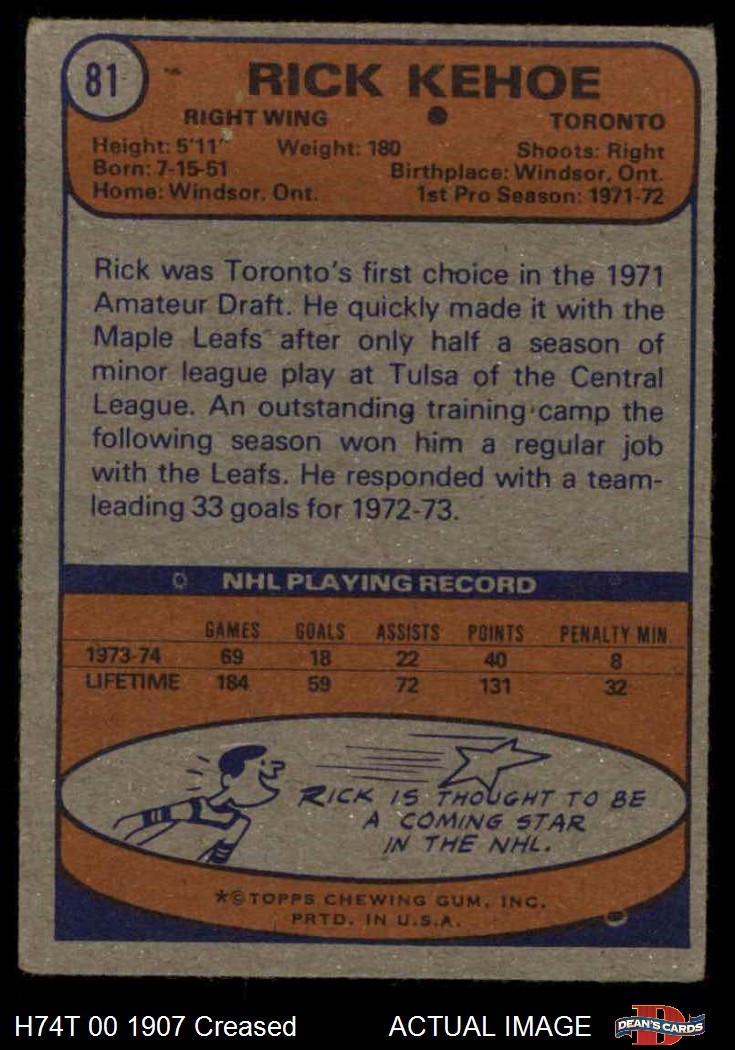 81
RICK KEHOE
RIGHT WING TORONTO
Height: 5'11" Weight: 180 Shoots: Right
Born: 7-15-51 Birthplace: Windsor, Ont.
Home: Windsor, Ont. 1st Pro Season: 1971-72
Rick was Toronto's first choice in the 1971
Amateur Draft. He quickly made it with the
Maple Leafs after only half a season of
minor league play at Tulsa of the Central
League. An outstanding training camp the
following season won him a regular job
with the Leafs. He responded with a team-
leading 33 goals for 1972-73.
NHL PLAYING RECORD
GAMES GOALS ASSISTS POINTS PENALTY MIN.
1973-74 69 18 22 40 8
LIFETIME 184 59 72 131 32
RICK IS THOUGHT TO BE
A COMING STAR
IN THE NHL.
*©TOPPS CHEWING GUM, INC.
PRTD. IN U.S.A.
H74T 00 1907 Creased ACTUAL IMAGE
D
DEAN'S CARDS